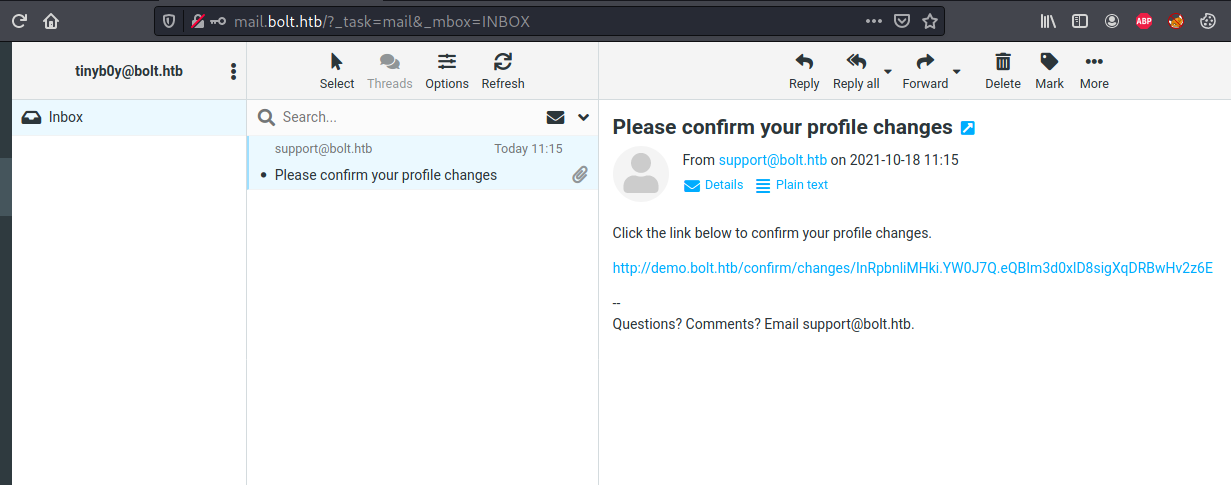 mail.bolt.htb/?_task=mail&_mbox=INBOX
ABP
tinyb0y@bolt.htb
Select Threads Options Refresh
Reply Reply all Forward Delete Mark More
Inbox
Search...
support@bolt.htb Today 11:15
Please confirm your profile changes
Please confirm your profile changes
From support@bolt.htb on 2021-10-18 11:15
Details Plain text
Click the link below to confirm your profile changes.
http://demo.bolt.htb/confirm/changes/InRpbnliMHki.YW0J7Q.eQBIm3d0xlD8sigXqDRBwHv2z6E
--
Questions? Comments? Email support@bolt.htb.